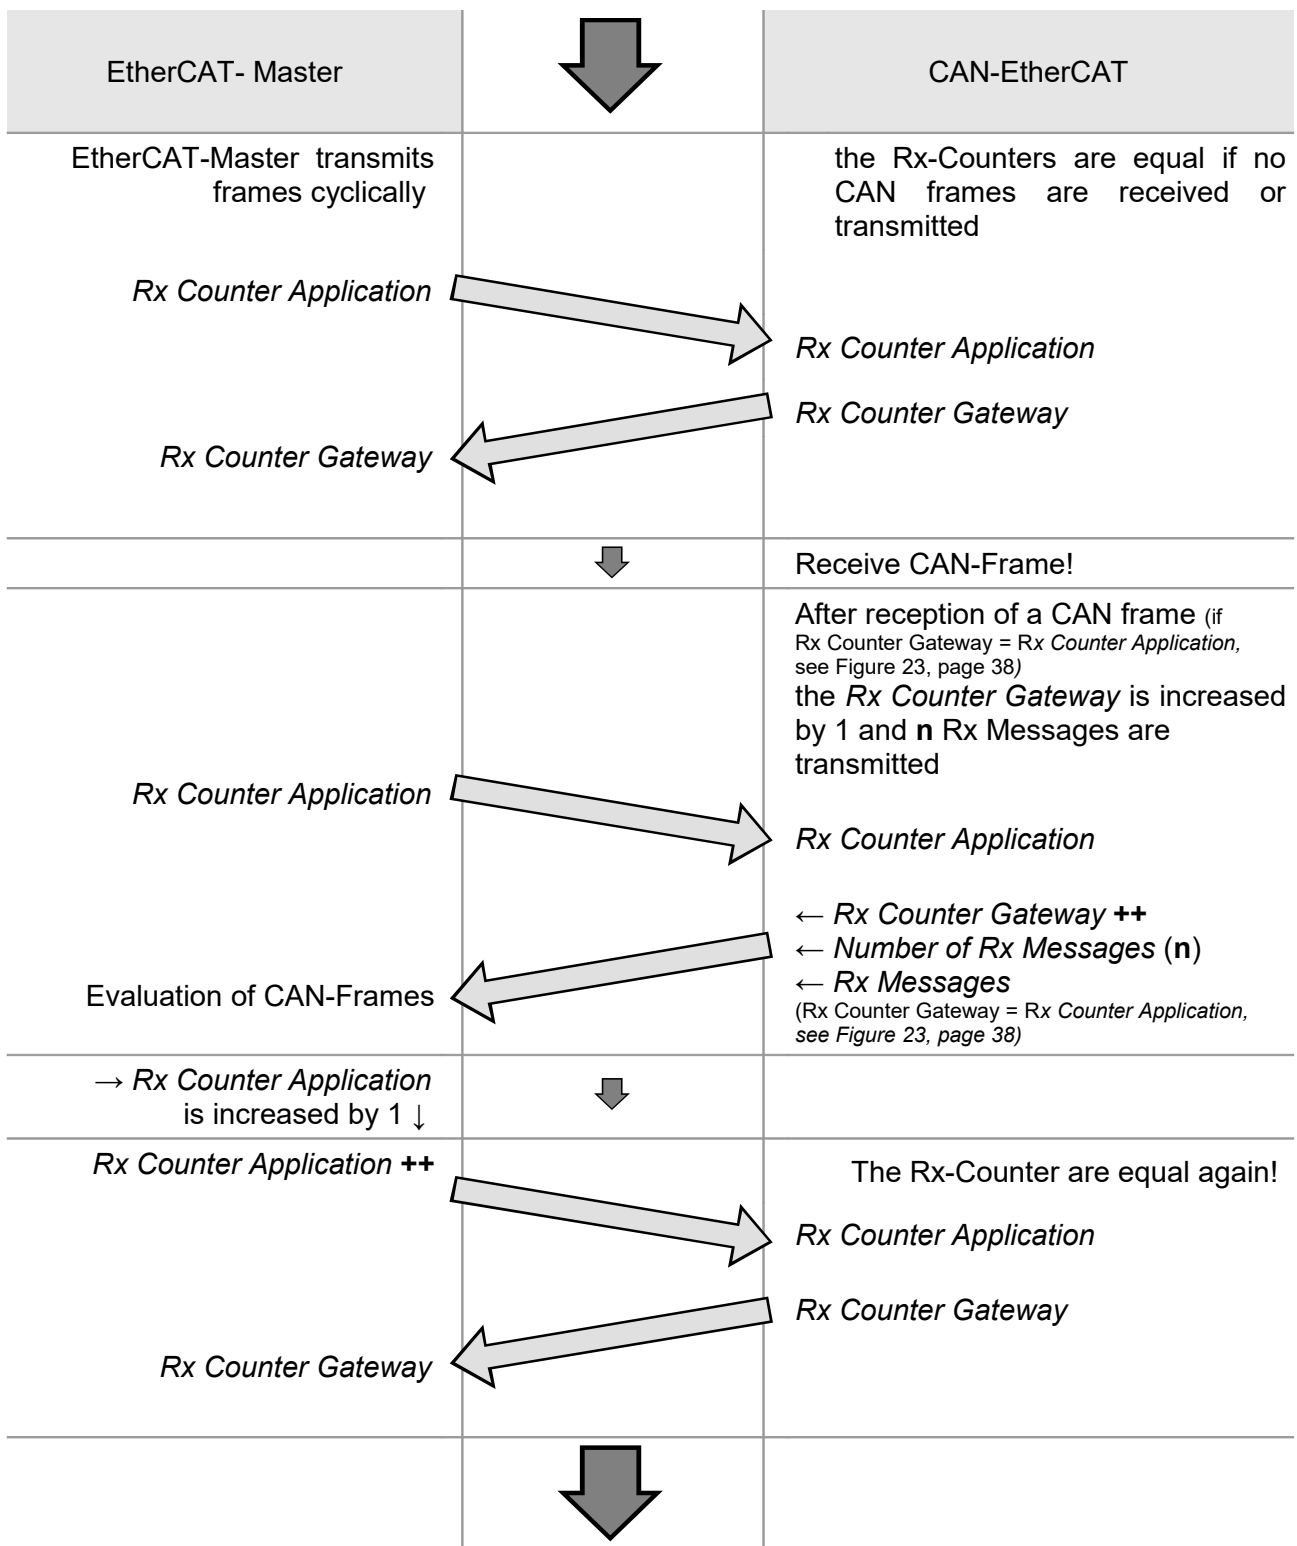 EtherCAT- Master
CAN-EtherCAT
EtherCAT-Master transmits
frames cyclically
the Rx-Counters are equal if no
CAN frames are received or
transmitted
Rx Counter Application
Rx Counter Application
Rx Counter Gateway
Rx Counter Gateway
Receive CAN-Frame!
After reception of a CAN frame (if
Rx Counter Gateway = Rx Counter Application,
see Figure 23, page 38)
the Rx Counter Gateway is increased
by 1 and n Rx Messages are
transmitted
Rx Counter Application
Rx Counter Application
← Rx Counter Gateway ++
← Number of Rx Messages (n)
← Rx Messages
Evaluation of CAN-Frames
(Rx Counter Gateway = Rx Counter Application,
see Figure 23, page 38)
→ Rx Counter Application
is increased by 1 ↓
Rx Counter Application ++
The Rx-Counter are equal again!
Rx Counter Application
Rx Counter Gateway
Rx Counter Gateway